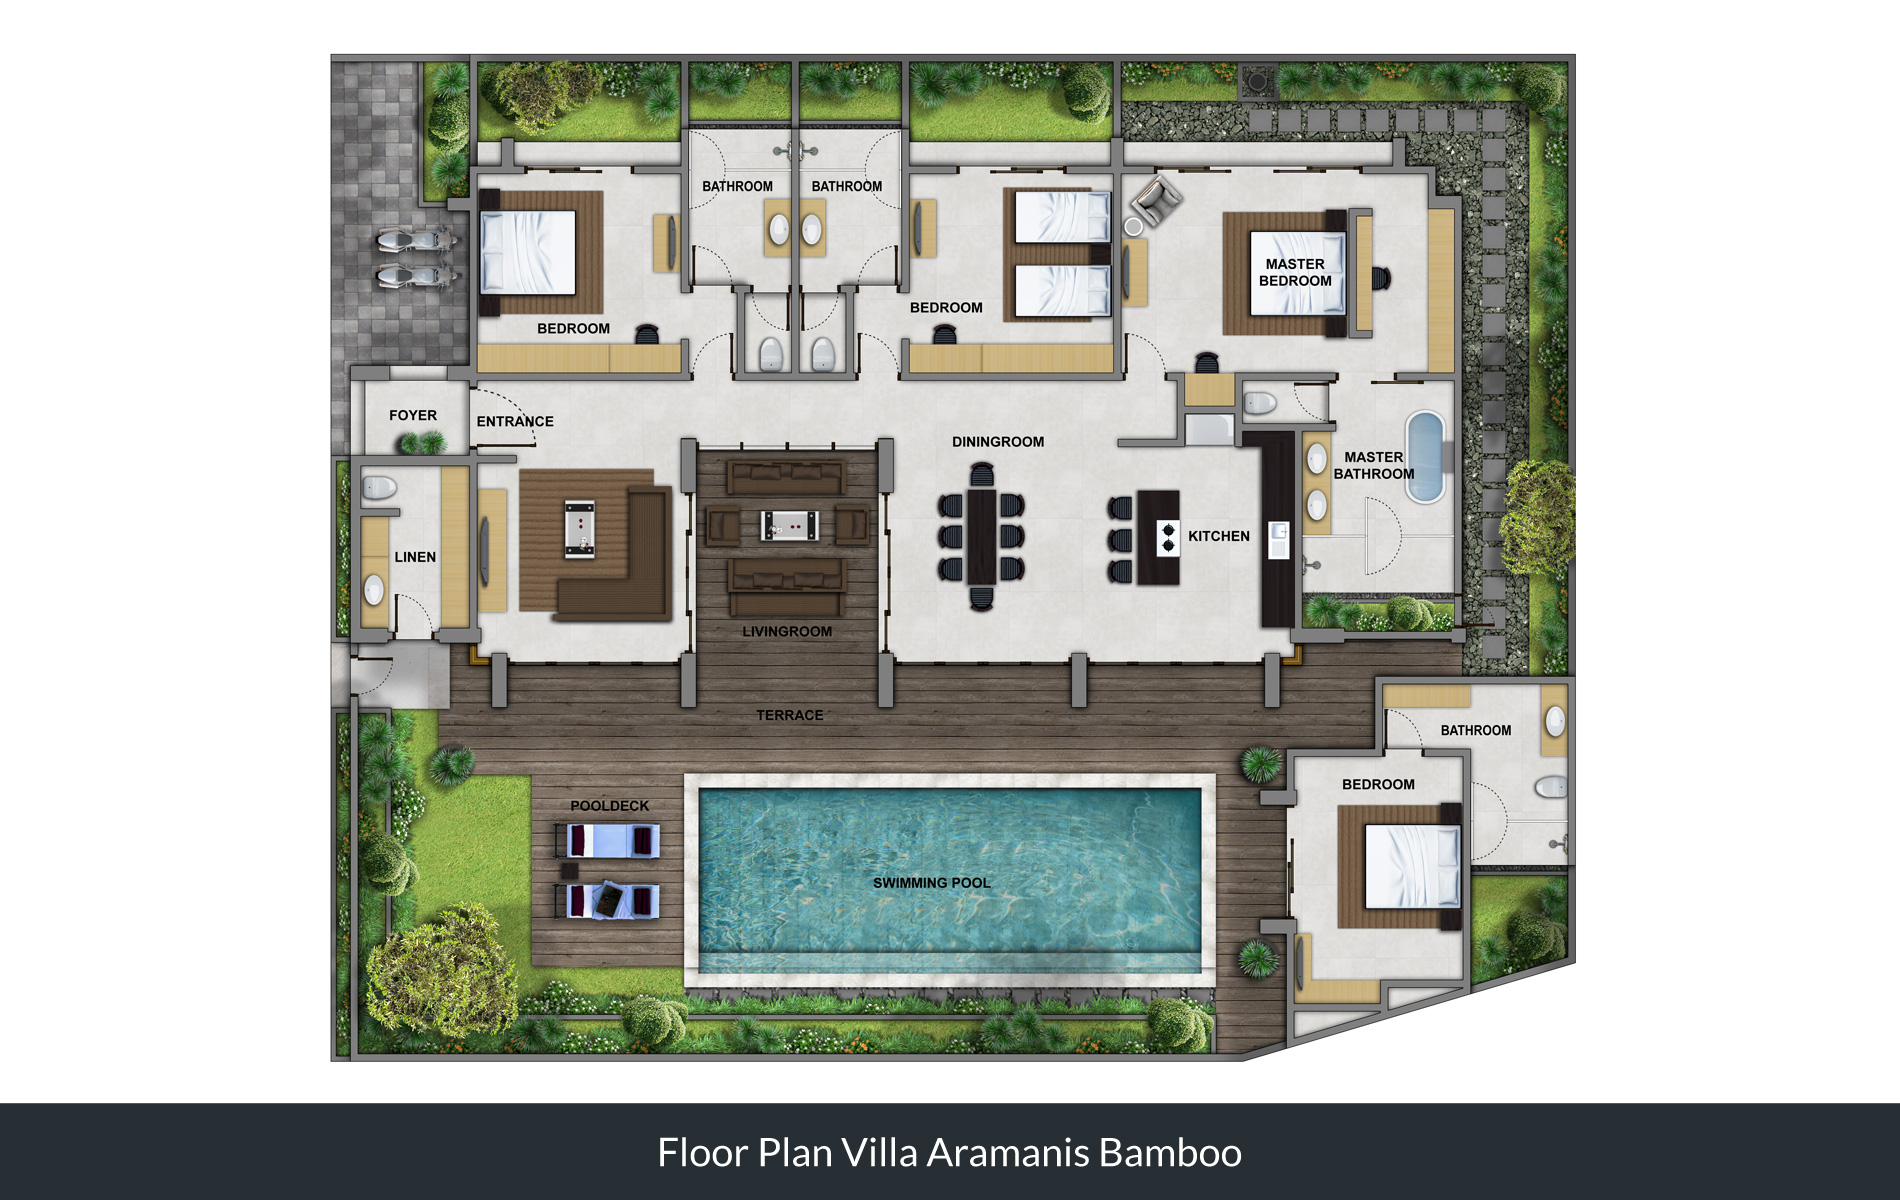 BATHROOM
BATHROOM
MASTER
BEDROOM
BEDROOM
BEDROOM
FOYER
ENTRANCE
DININGROOM
MASTER
BATHROOM
KITCHEN
LINEN
LIVINGROOM
TERRACE
BATHROOM
BEDROOM
POOLDECK
SWIMMING POOL
Floor Plan Villa Aramanis Bamboo